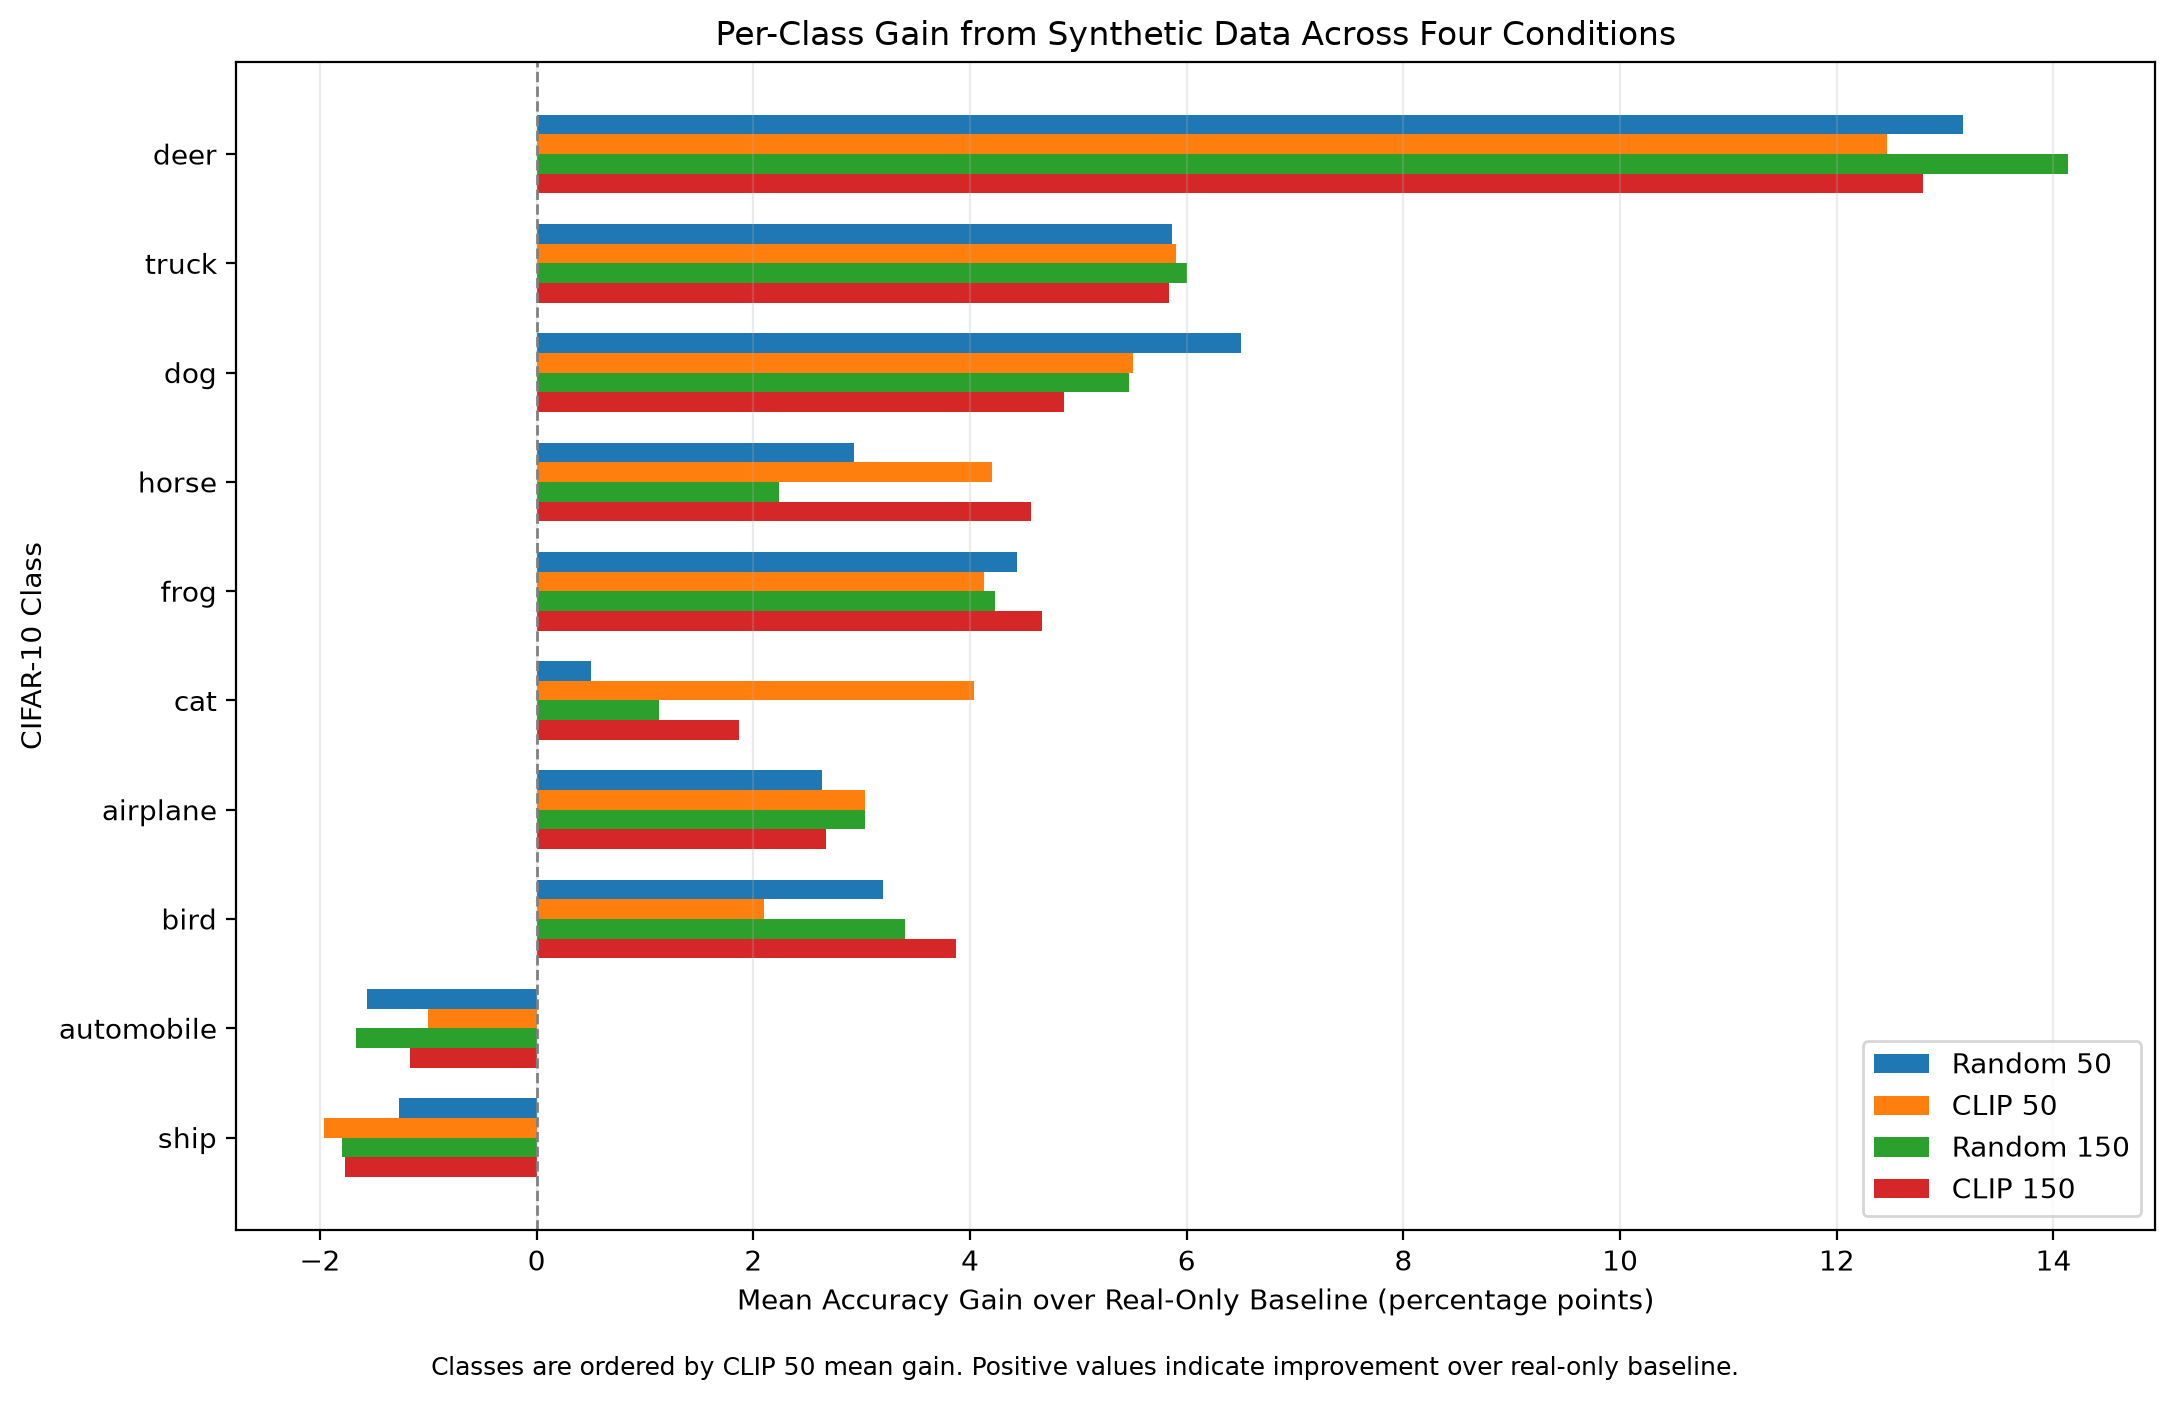 Per-Class Gain from Synthetic Data Across Four Conditions
CIFAR-10 Class
deer
truck
dog
horse
frog
cat
airplane
bird
automobile
ship
Random 50
CLIP 50
Random 150
CLIP 150
−2 0 2 4 6 8 10 12 14
Mean Accuracy Gain over Real-Only Baseline (percentage points)
Classes are ordered by CLIP 50 mean gain. Positive values indicate improvement over real-only baseline.